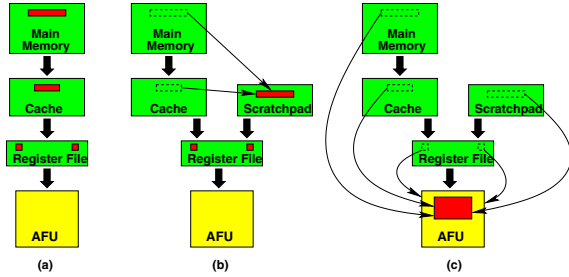 Main
Memory
Cache
Register File
AFU
(a)
Main
Memory
Cache
Scratchpad
Register File
AFU
(b)
Main
Memory
Cache
Scratchpad
Register File
AFU
(c)